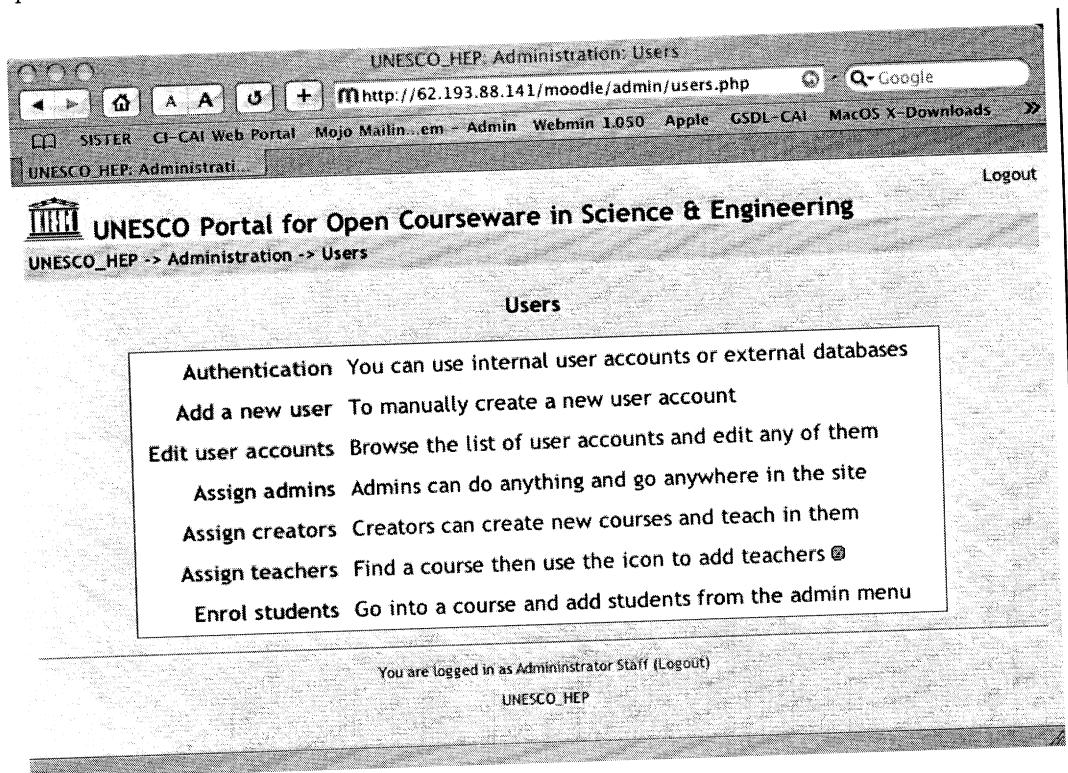 UNESCO_HEP: Administration: Users
A A + http://62.193.88.141/moodle/admin/users.php Google
SISTER CI-CAI Web Portal Mojo Mailin...em - Admin Webmin 1.050 Apple GSDL-CAI MacOS X-Downloads »
UNESCO_HEP: Administrati...
Logout
UNESCO Portal for Open Courseware in Science & Engineering
UNESCO_HEP -> Administration -> Users
Users
Authentication You can use internal user accounts or external databases
Add a new user To manually create a new user account
Edit user accounts Browse the list of user accounts and edit any of them
Assign admins Admins can do anything and go anywhere in the site
Assign creators Creators can create new courses and teach in them
Assign teachers Find a course then use the icon to add teachers
Enrol students Go into a course and add students from the admin menu
You are logged in as Admininstrator Staff (Logout)
UNESCO_HEP